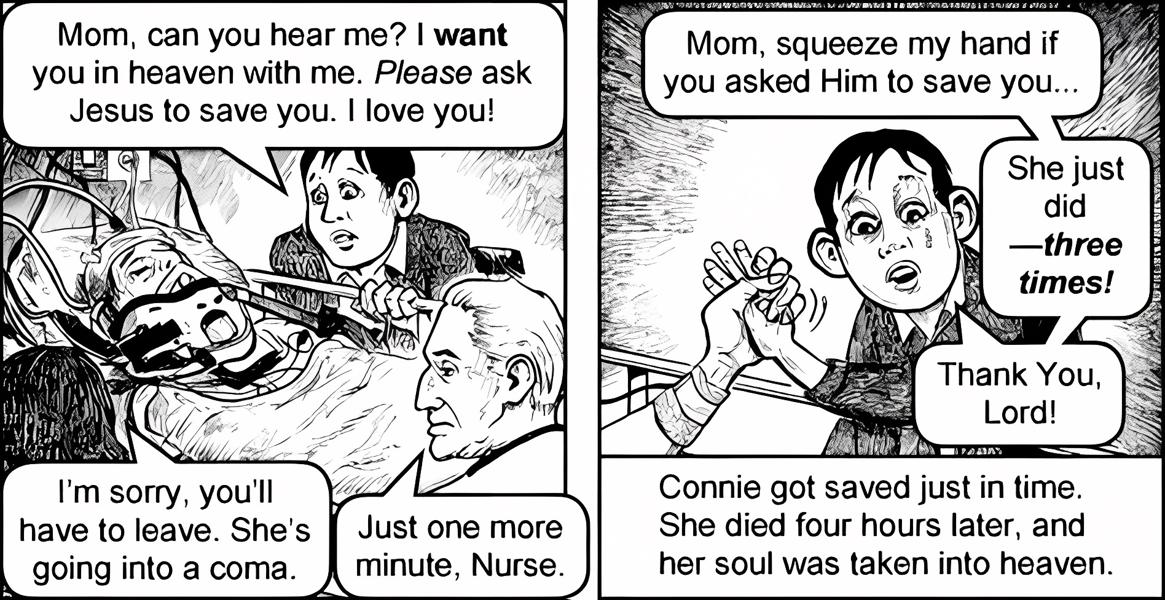 Mom, can you hear me? I want
you in heaven with me. Please ask
Jesus to save you. I love you!
I'm sorry, you'll
have to leave. She's
going into a coma.
Just one more
minute, Nurse.
Mom, squeeze my hand if
you asked Him to save you...
She just
did
—three
times!
Thank You,
Lord!
Connie got saved just in time.
She died four hours later, and
her soul was taken into heaven.